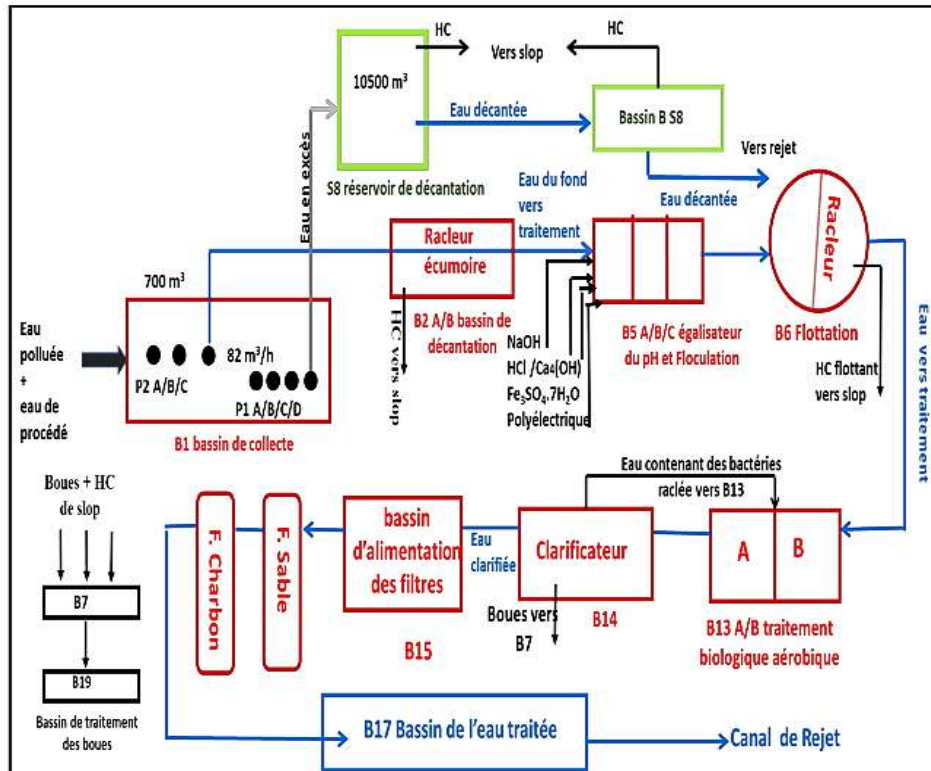 HC
Vers slop
HC
10500 m³
Eau décantée
Bassin B S8
Vers rejet
S8 réservoir de décantation
Eau en excès
Eau du fond
vers
traitement
Eau décantée
Racleur
Racleur
écumoire
700 m³
B2 A/B bassin de
décantation
HC vers slop
B5 A/B/C égalisateur
du pH et Floculation
B6 Flottation
Eau
polluée
+
eau de
procédé
82 m³/h
P2 A/B/C
P1 A/B/C/D
B1 bassin de collecte
NaOH
HCl /Ca4(OH)
Fe₃SO₄.7H₂O
Polyélectrique
HC flottant
vers slop
Eau vers traitement
Boues + HC
de slop
B7
B19
Bassin de traitement
des boues
F. Charbon
F. Sable
bassin
d'alimentation
des filtres
B15
Eau
clarifiée
Eau contenant des bactéries
raclée vers B13
Clarificateur
Boues vers
B7
B14
A
B
B13 A/B traitement
biologique aérobique
B17 Bassin de l'eau traitée
Canal de Rejet